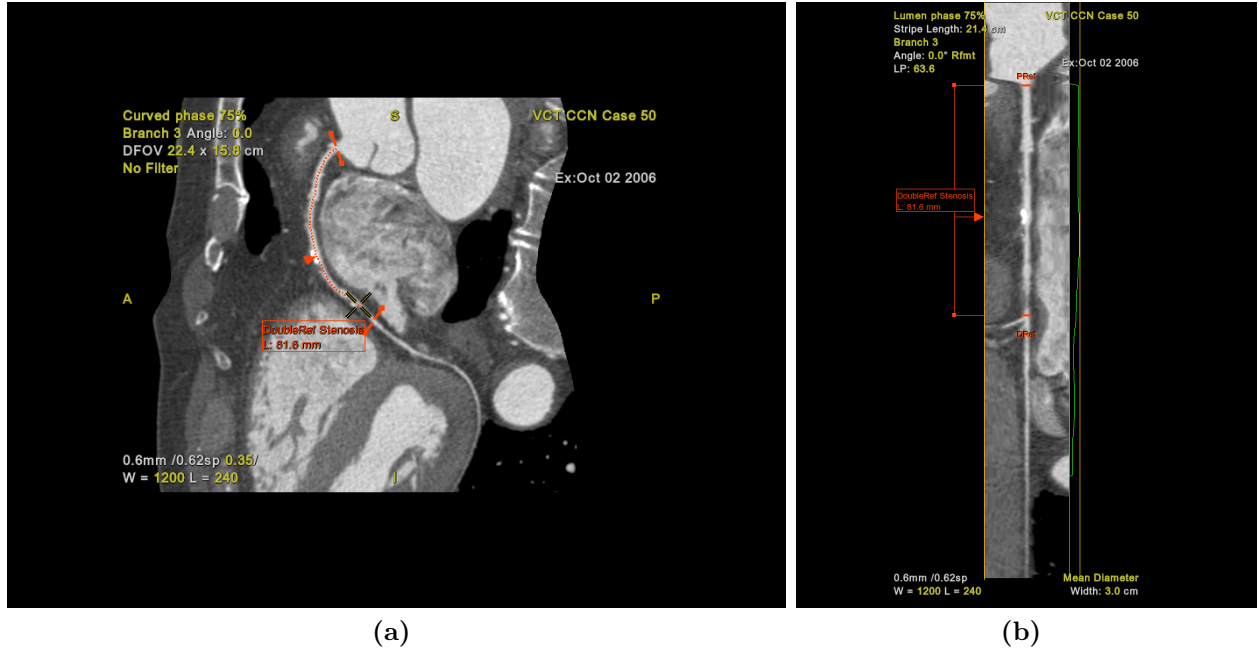 Curved phase 75%
Branch 3 Angle: 0.0
DFOV 22.4 x 15.8 cm
No Filter
S
VCT CCN Case 50
Ex:Oct 02 2006
A
P
DoubleRef Stenosis
L: 81.6 mm
0.6mm /0.62sp 0.35/
W = 1200 L = 240
I
(a)
Lumen phase 75%
Stripe Length: 21.4 cm
Branch 3
Angle: 0.0° Rfmt
LP: 63.6
VCT CCN Case 50
Ex:Oct 02 2006
PRef
DoubleRef Stenosis
L: 81.6 mm
DRef
0.6mm /0.62sp
W = 1200 L = 240
Mean Diameter
Width: 3.0 cm
(b)